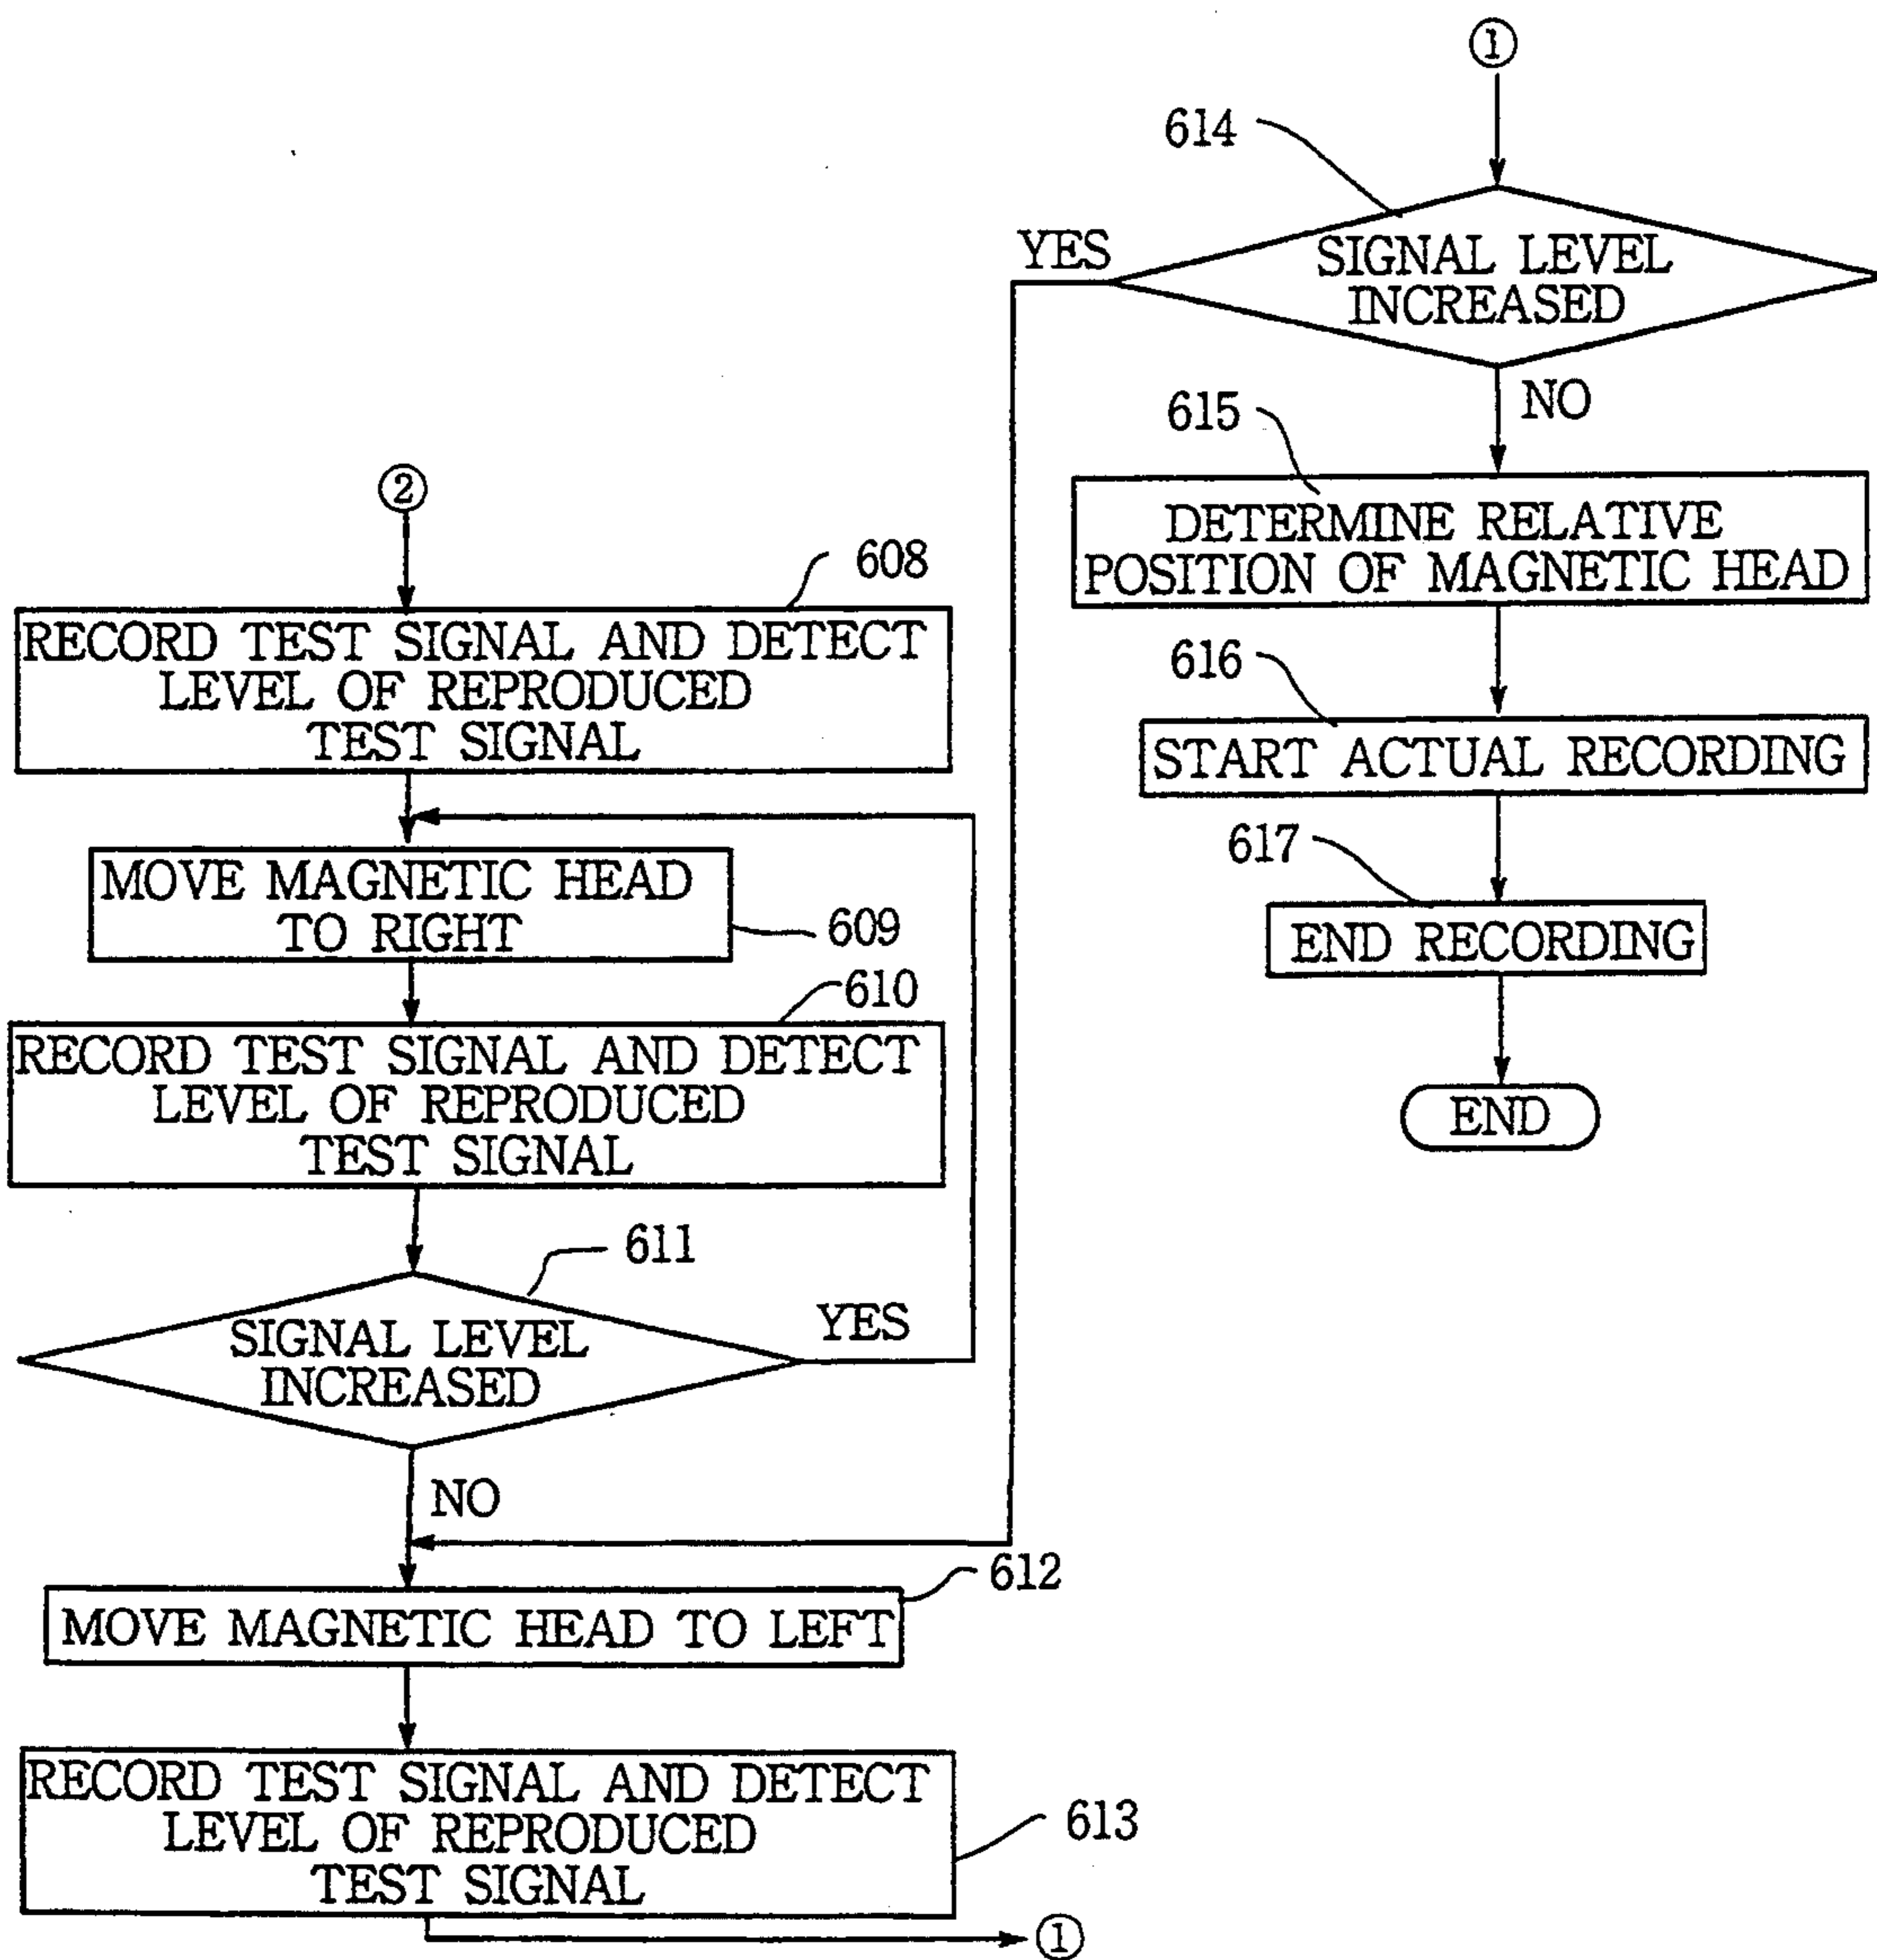 ②
608
RECORD TEST SIGNAL AND DETECT
LEVEL OF REPRODUCED
TEST SIGNAL
MOVE MAGNETIC HEAD
TO RIGHT
609
610
RECORD TEST SIGNAL AND DETECT
LEVEL OF REPRODUCED
TEST SIGNAL
611
SIGNAL LEVEL
INCREASED
YES
NO
612
MOVE MAGNETIC HEAD TO LEFT
RECORD TEST SIGNAL AND DETECT
LEVEL OF REPRODUCED
TEST SIGNAL
613
①
①
614
YES
SIGNAL LEVEL
INCREASED
NO
615
DETERMINE RELATIVE
POSITION OF MAGNETIC HEAD
616
START ACTUAL RECORDING
617
END RECORDING
END